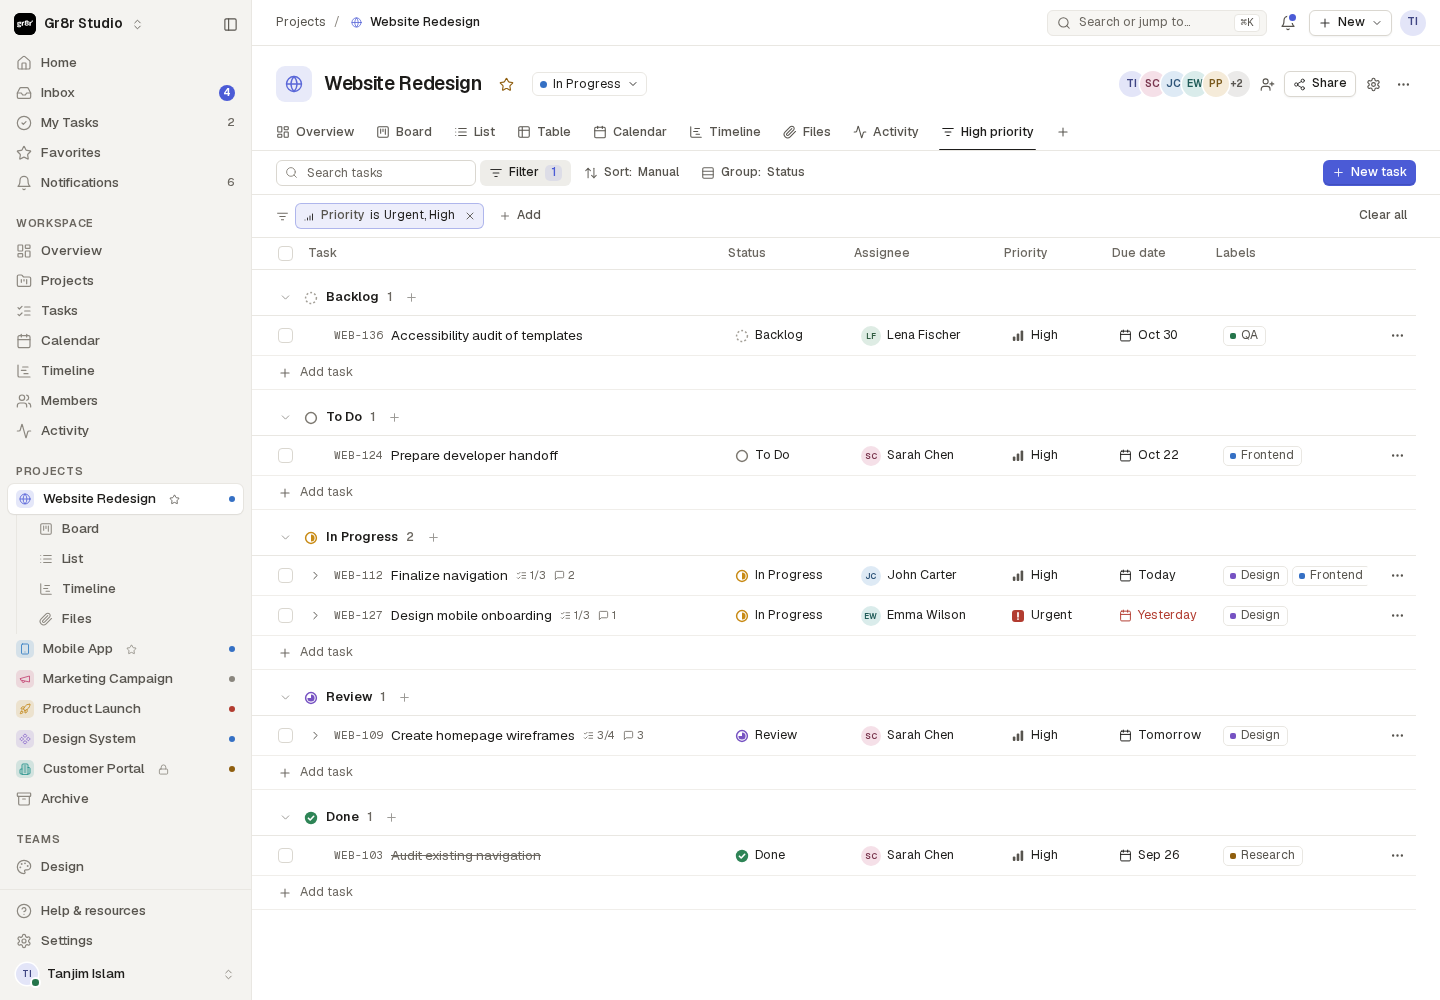 gr8r Gr8r Studio
Home
Inbox 4
My Tasks 2
Favorites
Notifications 6
WORKSPACE
Overview
Projects
Tasks
Calendar
Timeline
Members
Activity
PROJECTS
Website Redesign
Board
List
Timeline
Files
Mobile App
Marketing Campaign
Product Launch
Design System
Customer Portal
Archive
TEAMS
Design
Help & resources
Settings
TI Tanjim Islam
Projects / Website Redesign
Search or jump to… ⌘K
New
TI
Website Redesign
In Progress
TI SC JC EW PP +2
Share
Overview Board List Table Calendar Timeline Files Activity High priority
Search tasks
Filter 1
Sort: Manual
Group: Status
New task
Priority is Urgent, High
Add
Clear all
Task Status Assignee Priority Due date Labels
Backlog 1
WEB-136 Accessibility audit of templates Backlog LF Lena Fischer High Oct 30 QA
Add task
To Do 1
WEB-124 Prepare developer handoff To Do SC Sarah Chen High Oct 22 Frontend
Add task
In Progress 2
WEB-112 Finalize navigation 1/3 2 In Progress JC John Carter High Today Design Frontend
WEB-127 Design mobile onboarding 1/3 1 In Progress EW Emma Wilson Urgent Yesterday Design
Add task
Review 1
WEB-109 Create homepage wireframes 3/4 3 Review SC Sarah Chen High Tomorrow Design
Add task
Done 1
WEB-103 Audit existing navigation Done SC Sarah Chen High Sep 26 Research
Add task